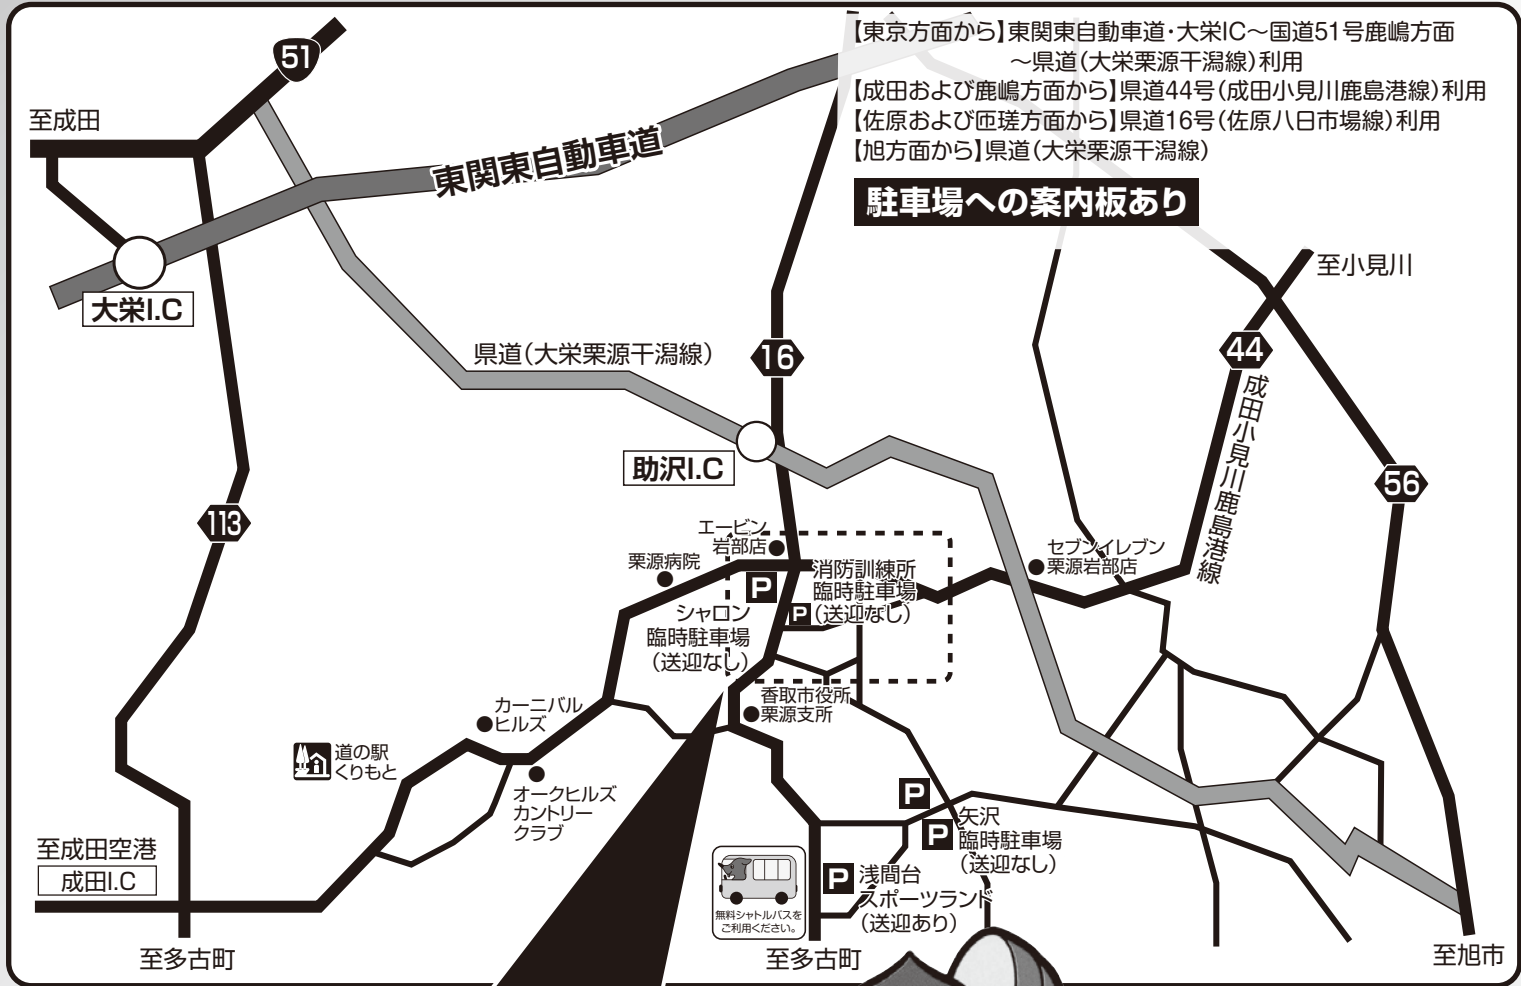 【東京方面から】東関東自動車道・大栄IC～国道51号鹿嶋方面
～県道(大栄栗源干潟線)利用
【成田および鹿嶋方面から】県道44号(成田小見川鹿島港線)利用
【佐原および匝瑳方面から】県道16号(佐原八日市場線)利用
【旭方面から】県道(大栄栗源干潟線)
駐車場への案内板あり
51
至成田
東関東自動車道
大栄I.C
至小見川
県道(大栄栗源干潟線)
16
44
成田小見川鹿島港線
助沢I.C
56
113
エービン
岩部店
栗源病院
消防訓練所
臨時駐車場
(送迎なし)
セブンイレブン
栗源岩部店
P
P
シャロン
臨時駐車場
(送迎なし)
香取市役所
栗源支所
カーニバル
ヒルズ
道の駅
くりもと
オークヒルズ
カントリー
クラブ
P
P
矢沢
臨時駐車場
(送迎なし)
至成田空港
成田I.C
P
浅間台
スポーツランド
(送迎あり)
無料シャトルバスを
ご利用ください。
至多古町
至多古町
至旭市